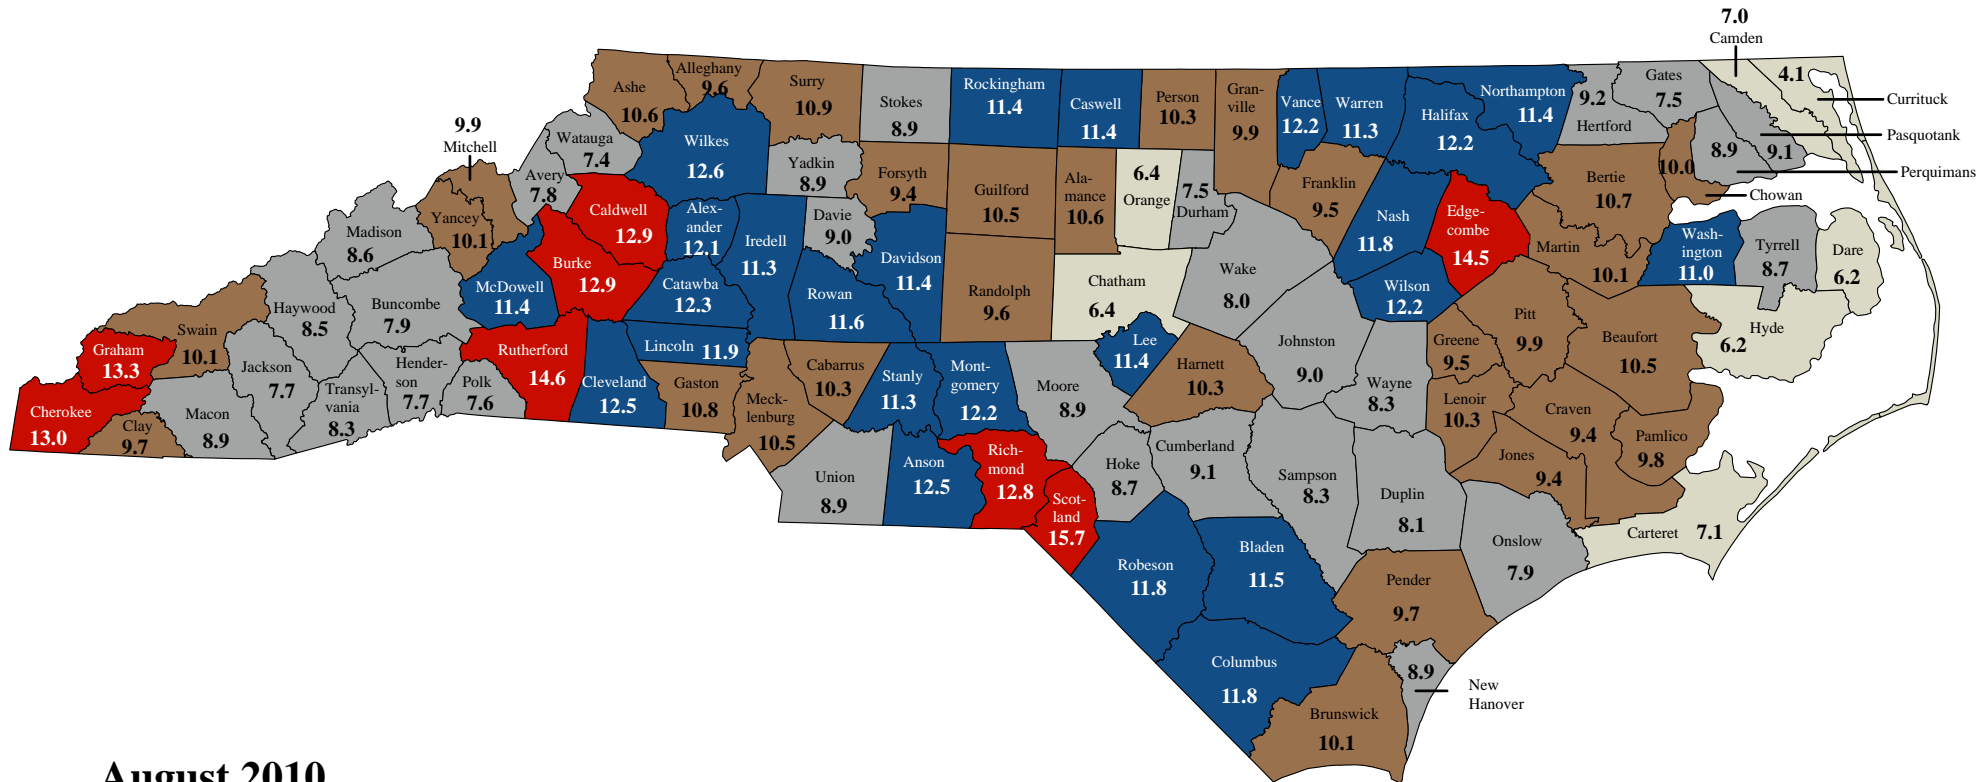 7.0
Camden
Alleghany
9.6
Surry
10.9
Ashe
10.6
Stokes
8.9
Rockingham
11.4
Caswell
11.4
Person
10.3
Gran-
ville
9.9
Vance
12.2
Warren
11.3
Halifax
12.2
Northampton
11.4
9.2
Hertford
Gates
7.5
4.1
Currituck
Pasquotank
9.1
8.9
Perquimans
10.0
Chowan
9.9
Mitchell
Watauga
7.4
Wilkes
12.6
Yadkin
8.9
Forsyth
9.4
Guilford
10.5
Ala-
mance
10.6
6.4
Orange
7.5
Durham
Franklin
9.5
Nash
11.8
Edge-
combe
14.5
Bertie
10.7
Martin
10.1
Wash-
ington
11.0
Tyrrell
8.7
Dare
6.2
Avery
7.8
Caldwell
12.9
Alex-
ander
12.1
Iredell
11.3
Davie
9.0
Davidson
11.4
Randolph
9.6
Chatham
6.4
Wake
8.0
Wilson
12.2
Yancey
10.1
Madison
8.6
Burke
12.9
McDowell
11.4
Catawba
12.3
Rowan
11.6
Buncombe
7.9
Haywood
8.5
Swain
10.1
Graham
13.3
Cherokee
13.0
Clay
9.7
Macon
8.9
Jackson
7.7
Transyl-
vania
8.3
Hender-
son
7.7
Polk
7.6
Rutherford
14.6
Cleveland
12.5
Lincoln 11.9
Gaston
10.8
Meck-
lenburg
10.5
Cabarrus
10.3
Stanly
11.3
Mont-
gomery
12.2
Moore
8.9
Lee
11.4
Harnett
10.3
Johnston
9.0
Wayne
8.3
Greene
9.5
Pitt
9.9
Beaufort
10.5
Hyde
6.2
Lenoir
10.3
Craven
9.4
Pamlico
9.8
Jones
9.4
Carteret 7.1
Union
8.9
Anson
12.5
Rich-
mond
12.8
Scot-
land
15.7
Hoke
8.7
Cumberland
9.1
Sampson
8.3
Duplin
8.1
Onslow
7.9
Robeson
11.8
Bladen
11.5
Pender
9.7
Columbus
11.8
8.9
New
Hanover
Brunswick
10.1
August 2010